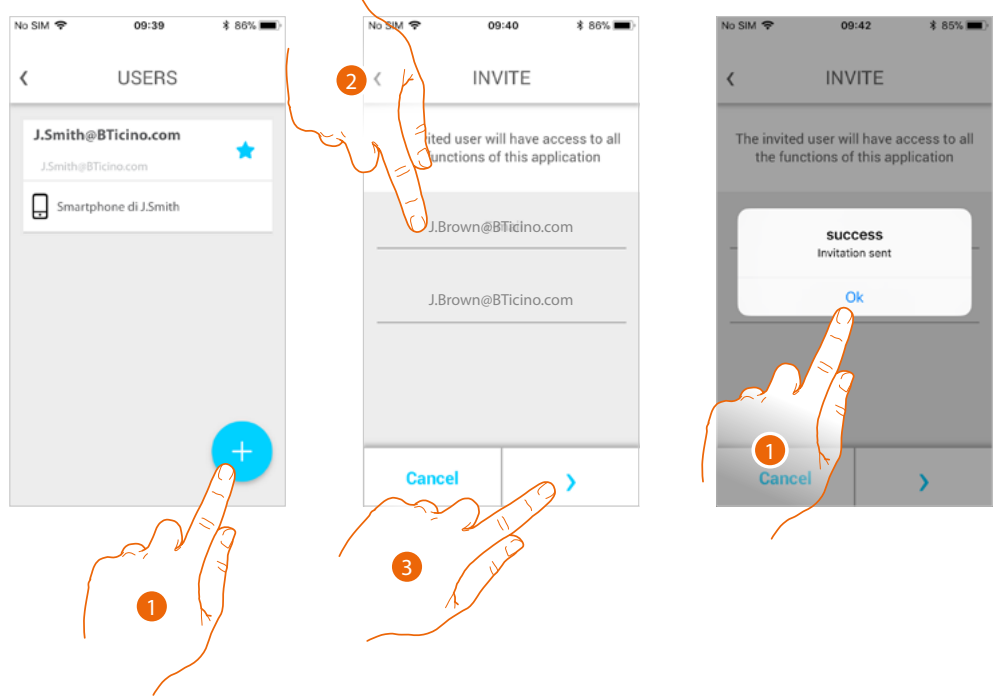 No SIM 09:39 86%
USERS
J.Smith@BTicino.com
J.Smith@BTicino.com
Smartphone di J.Smith
+
1
No SIM 09:40 86%
2
INVITE
user will have access to all
functions of this application
J.Brown@BTicino.com
J.Brown@BTicino.com
Cancel
3
No SIM 09:42 85%
INVITE
The invited user will have access to all
the functions of this application
success
Invitation sent
Ok
1
Cancel